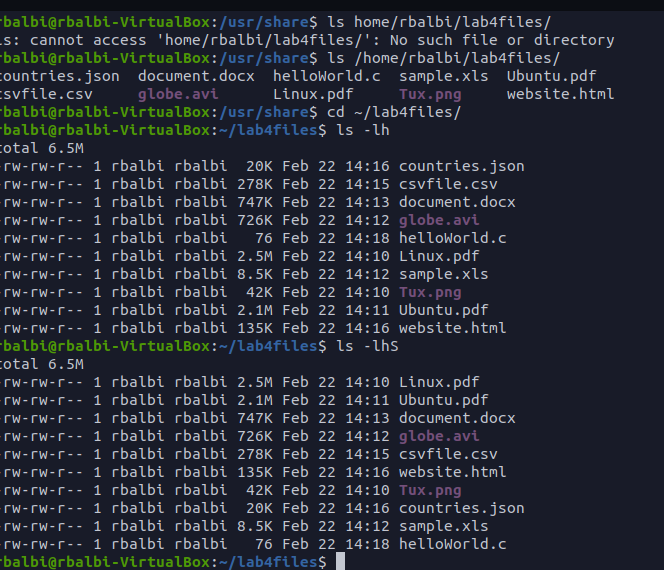 rbalbi@rbalbi-VirtualBox:/usr/share$ ls home/rbalbi/lab4files/
ls: cannot access 'home/rbalbi/lab4files/': No such file or directory
rbalbi@rbalbi-VirtualBox:/usr/share$ ls /home/rbalbi/lab4files/
countries.json  document.docx  helloWorld.c  sample.xls  Ubuntu.pdf
csvfile.csv     globe.avi      Linux.pdf     Tux.png     website.html
rbalbi@rbalbi-VirtualBox:/usr/share$ cd ~/lab4files/
rbalbi@rbalbi-VirtualBox:~/lab4files$ ls -lh
total 6.5M
-rw-rw-r-- 1 rbalbi rbalbi  20K Feb 22 14:16 countries.json
-rw-rw-r-- 1 rbalbi rbalbi 278K Feb 22 14:15 csvfile.csv
-rw-rw-r-- 1 rbalbi rbalbi 747K Feb 22 14:13 document.docx
-rw-rw-r-- 1 rbalbi rbalbi 726K Feb 22 14:12 globe.avi
-rw-rw-r-- 1 rbalbi rbalbi   76 Feb 22 14:18 helloWorld.c
-rw-rw-r-- 1 rbalbi rbalbi 2.5M Feb 22 14:10 Linux.pdf
-rw-rw-r-- 1 rbalbi rbalbi 8.5K Feb 22 14:12 sample.xls
-rw-rw-r-- 1 rbalbi rbalbi  42K Feb 22 14:10 Tux.png
-rw-rw-r-- 1 rbalbi rbalbi 2.1M Feb 22 14:11 Ubuntu.pdf
-rw-rw-r-- 1 rbalbi rbalbi 135K Feb 22 14:16 website.html
rbalbi@rbalbi-VirtualBox:~/lab4files$ ls -lhS
total 6.5M
-rw-rw-r-- 1 rbalbi rbalbi 2.5M Feb 22 14:10 Linux.pdf
-rw-rw-r-- 1 rbalbi rbalbi 2.1M Feb 22 14:11 Ubuntu.pdf
-rw-rw-r-- 1 rbalbi rbalbi 747K Feb 22 14:13 document.docx
-rw-rw-r-- 1 rbalbi rbalbi 726K Feb 22 14:12 globe.avi
-rw-rw-r-- 1 rbalbi rbalbi 278K Feb 22 14:15 csvfile.csv
-rw-rw-r-- 1 rbalbi rbalbi 135K Feb 22 14:16 website.html
-rw-rw-r-- 1 rbalbi rbalbi  42K Feb 22 14:10 Tux.png
-rw-rw-r-- 1 rbalbi rbalbi  20K Feb 22 14:16 countries.json
-rw-rw-r-- 1 rbalbi rbalbi 8.5K Feb 22 14:12 sample.xls
-rw-rw-r-- 1 rbalbi rbalbi   76 Feb 22 14:18 helloWorld.c
rbalbi@rbalbi-VirtualBox:~/lab4files$